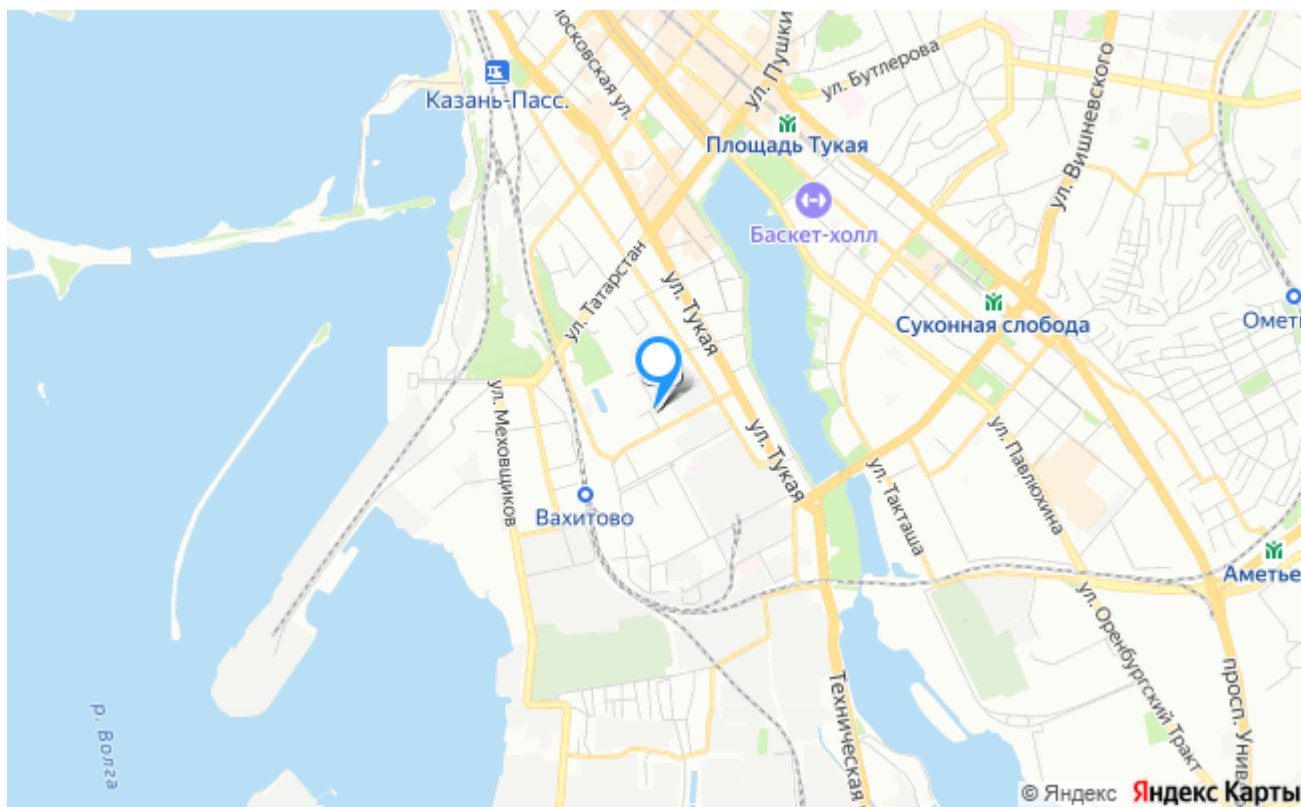 Московская ул.
ул. Пушки
ул. Бутлерова
Казань-Пасс.
Площадь Тукая
ул. Вишневского
Баскет-холл
ул. Татарстан
ул. Тукая
Суконная слобода
Омет
ул. Меховщиков
ул. Тукая
ул. Павлюхина
ул. Такташа
Вахитово
Аметье
р. Волга
Техническая
ул. Оренбургский Тракт
просп. Унив
© Яндекс Яндекс Карты